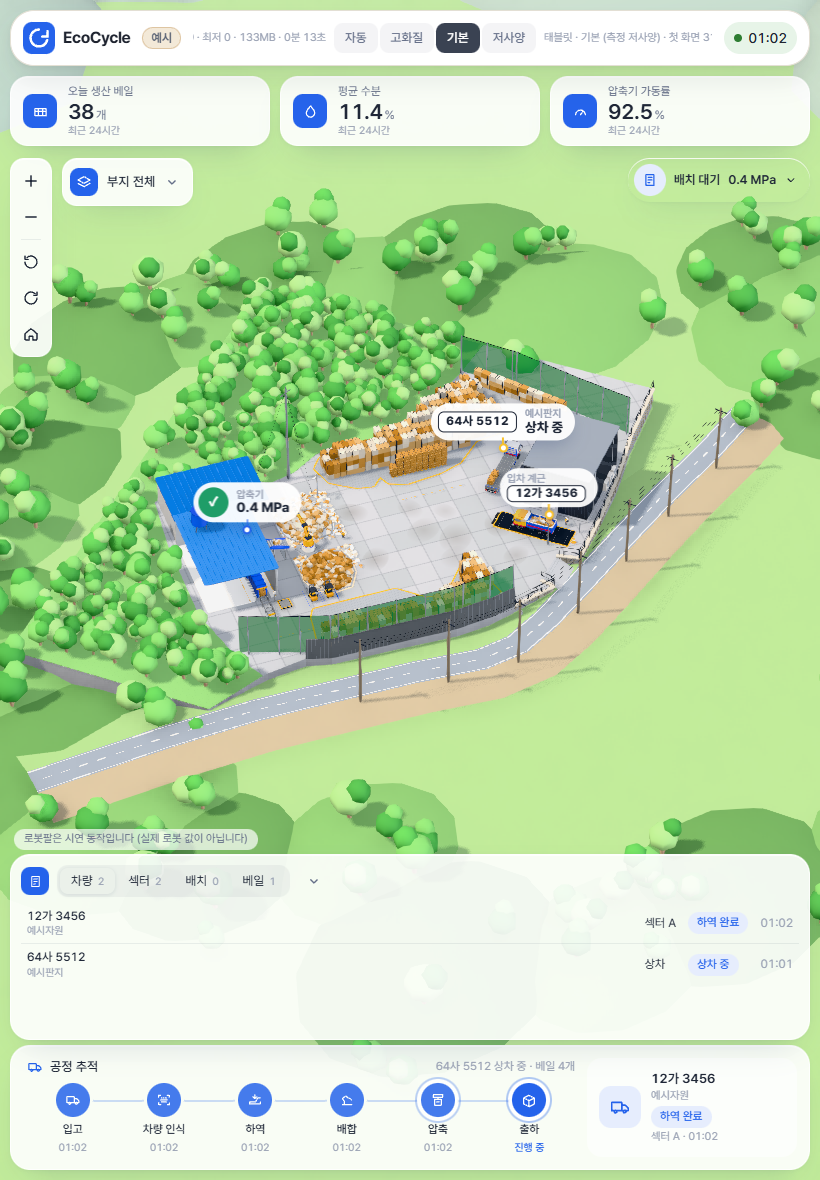 EcoCycle
예시
· 최저 0 · 133MB · 0분 13초
자동
고화질
기본
저사양
태블릿 · 기본 (측정 저사양) · 첫 화면
01:02
오늘 생산 베일
38개
최근 24시간
평균 수분
11.4%
최근 24시간
압축기 가동률
92.5%
최근 24시간
부지 전체
배치 대기 0.4 MPa
64사 5512
예시판지
상차 중
입차 계근
12가 3456
압축기
0.4 MPa
로봇팔은 시연 동작입니다 (실제 로봇 값이 아닙니다)
차량 2
섹터 2
배치 0
베일 1
12가 3456
예시자원
섹터 A
하역 완료
01:02
64사 5512
예시판지
상차
상차 중
01:01
공정 추적
64사 5512 상차 중 · 베일 4개
입고
01:02
차량 인식
01:02
하역
01:02
배합
01:02
압축
01:02
출하
진행 중
12가 3456
예시자원
하역 완료
섹터 A · 01:02